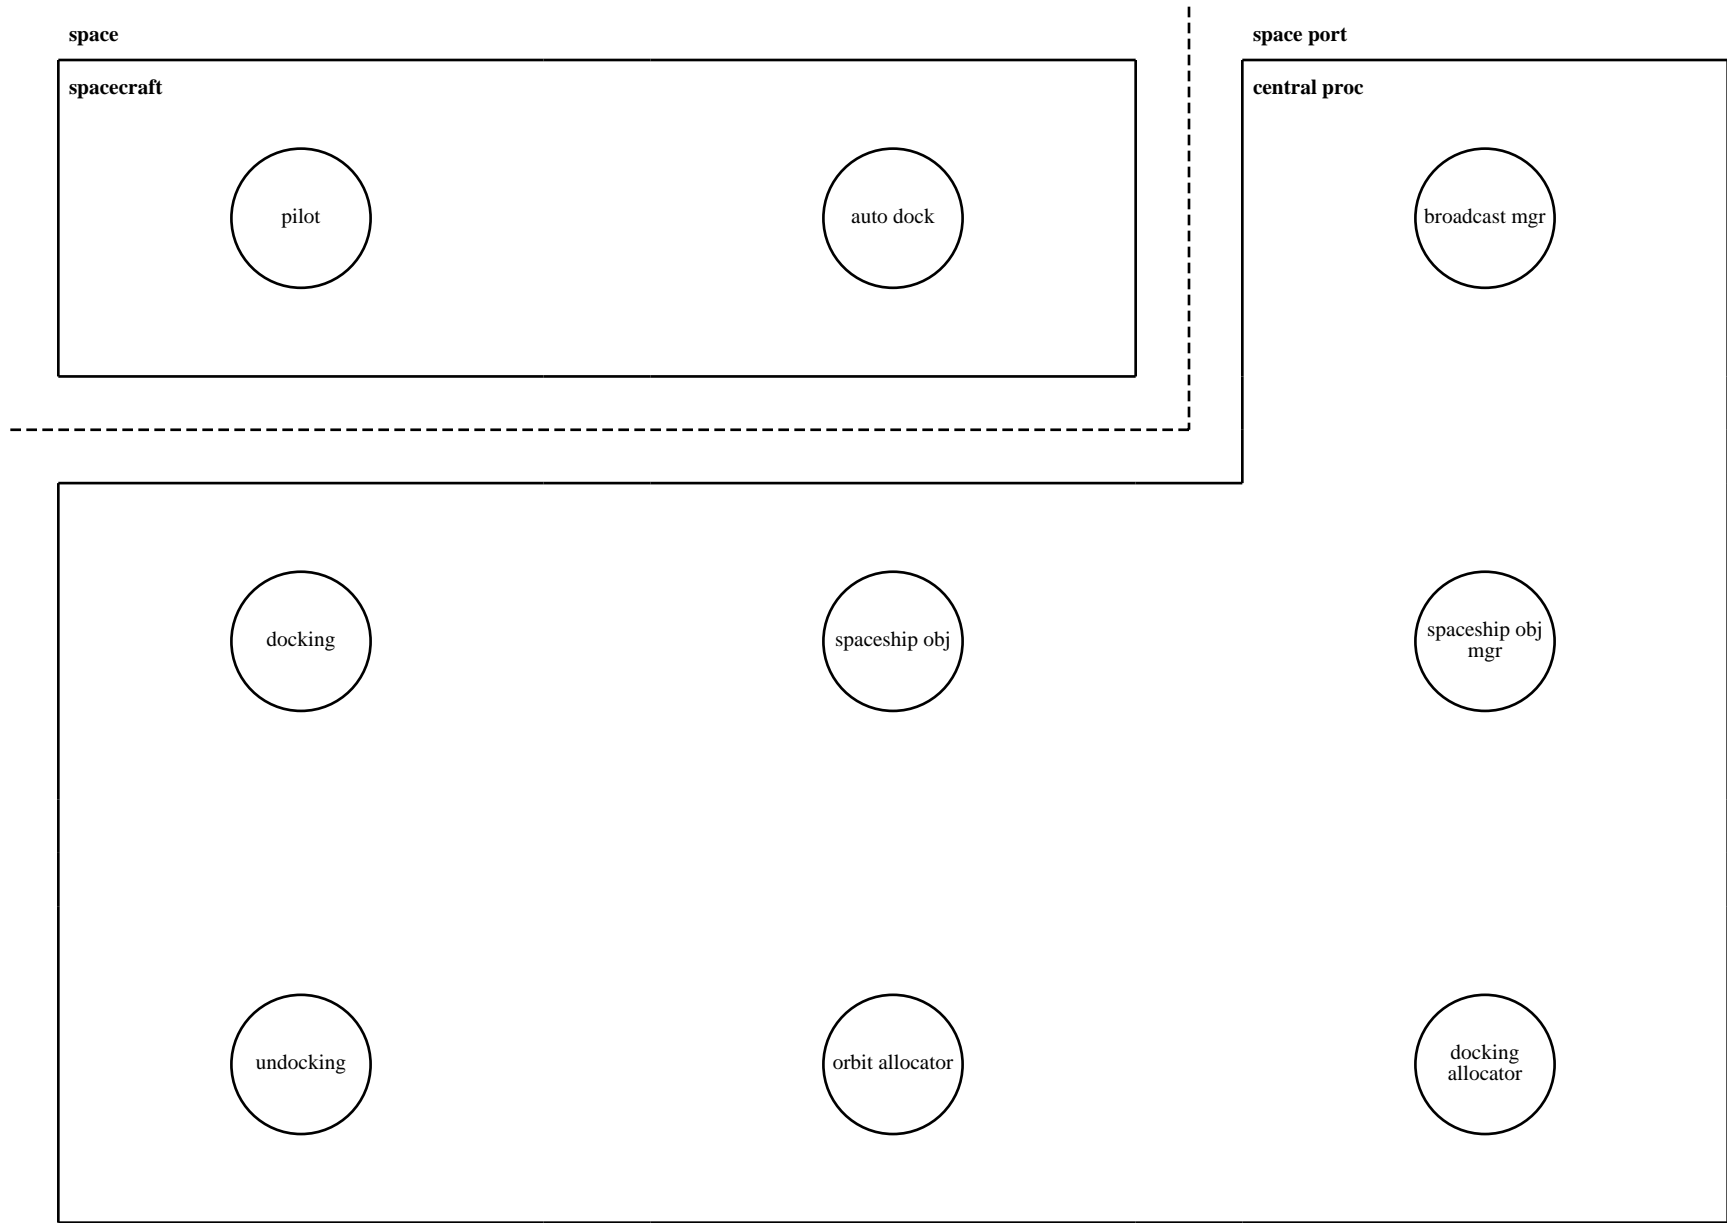 space
space port
spacecraft
central proc
pilot
auto dock
broadcast mgr
docking
spaceship obj
spaceship obj
mgr
undocking
orbit allocator
docking
allocator